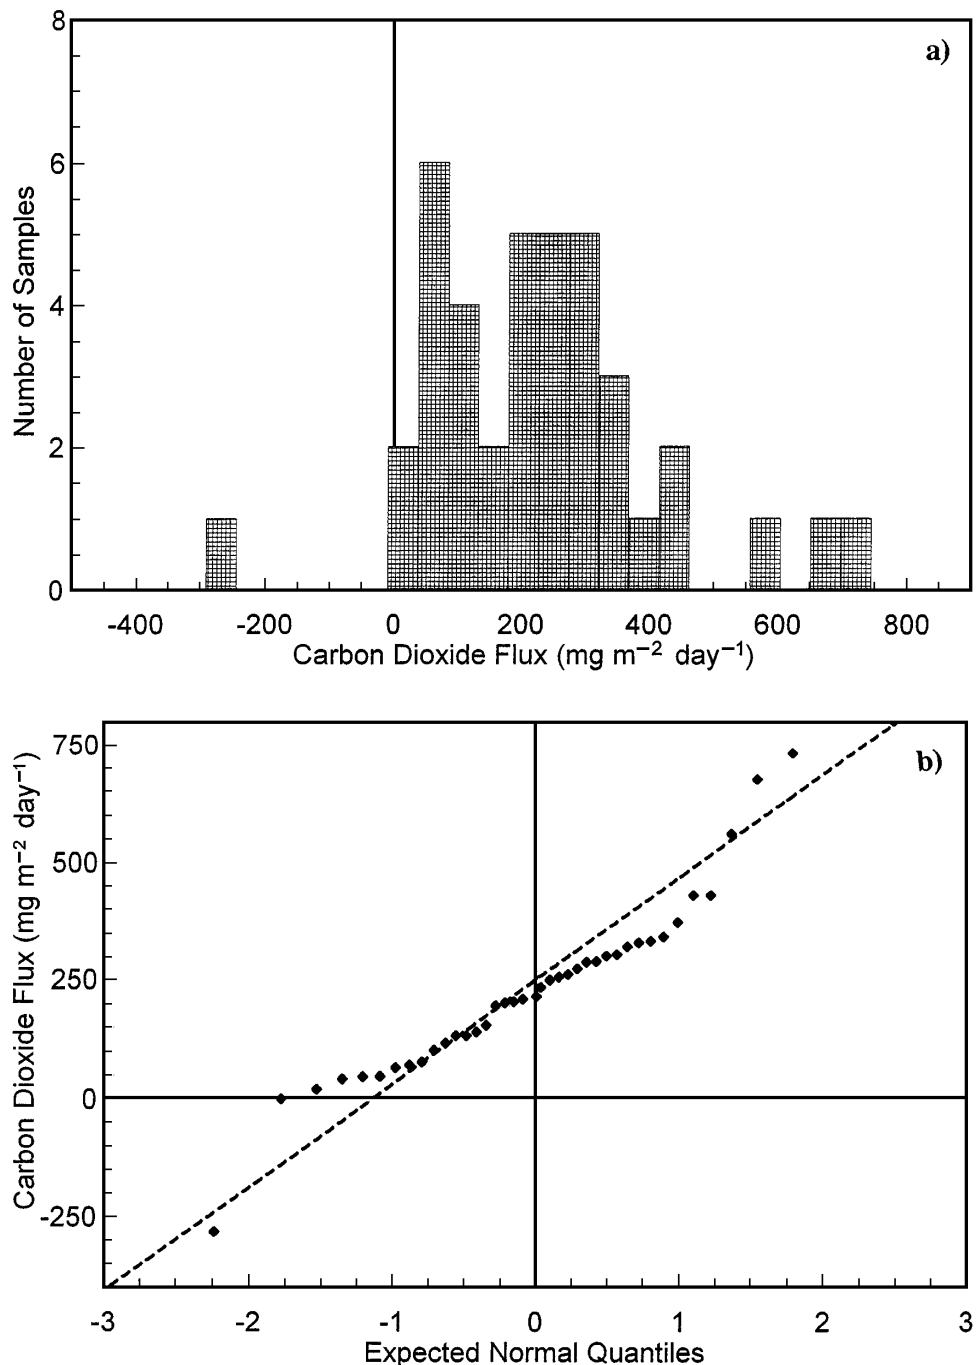 8
a)
6
4
2
0
Number of Samples
-400 -200 0 200 400 600 800
Carbon Dioxide Flux (mg m⁻² day⁻¹)
750
b)
500
250
0
-250
Carbon Dioxide Flux (mg m⁻² day⁻¹)
-3 -2 -1 0 1 2 3
Expected Normal Quantiles